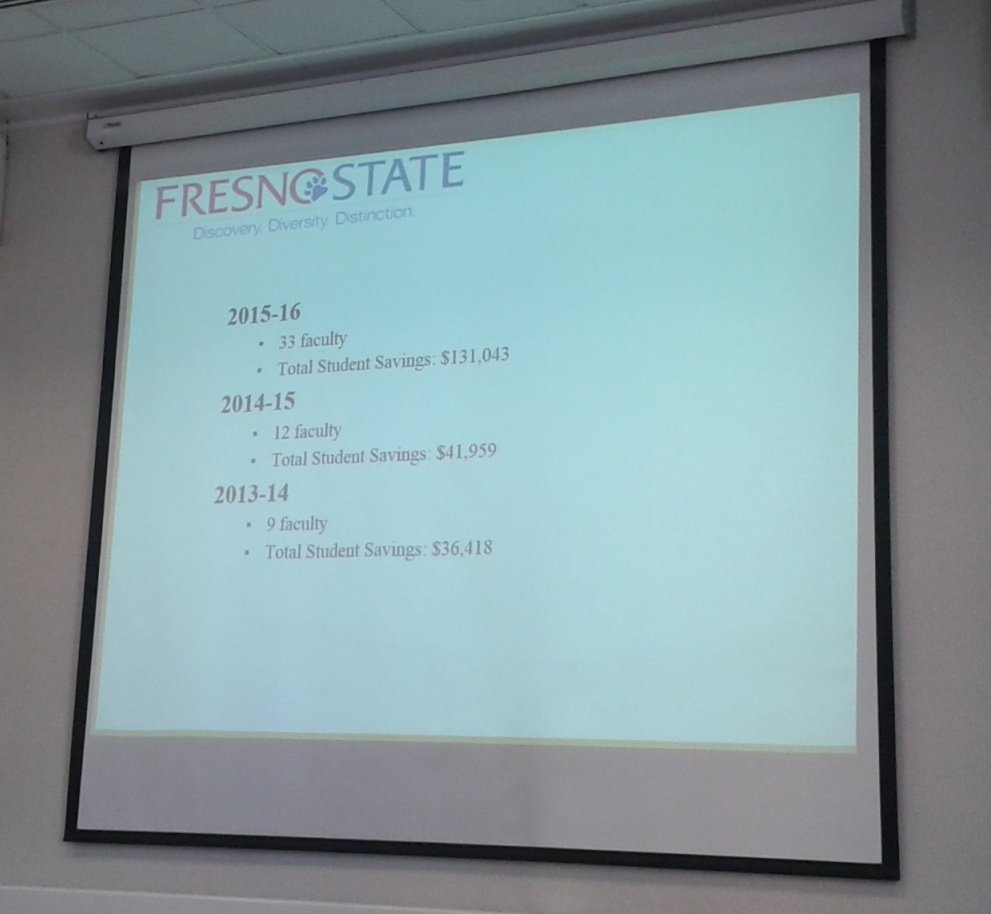 FRESNO STATE
Discovery. Diversity. Distinction.
2015-16
▪ 33 faculty
▪ Total Student Savings: $131,043
2014-15
▪ 12 faculty
▪ Total Student Savings: $41,959
2013-14
▪ 9 faculty
▪ Total Student Savings: $36,418